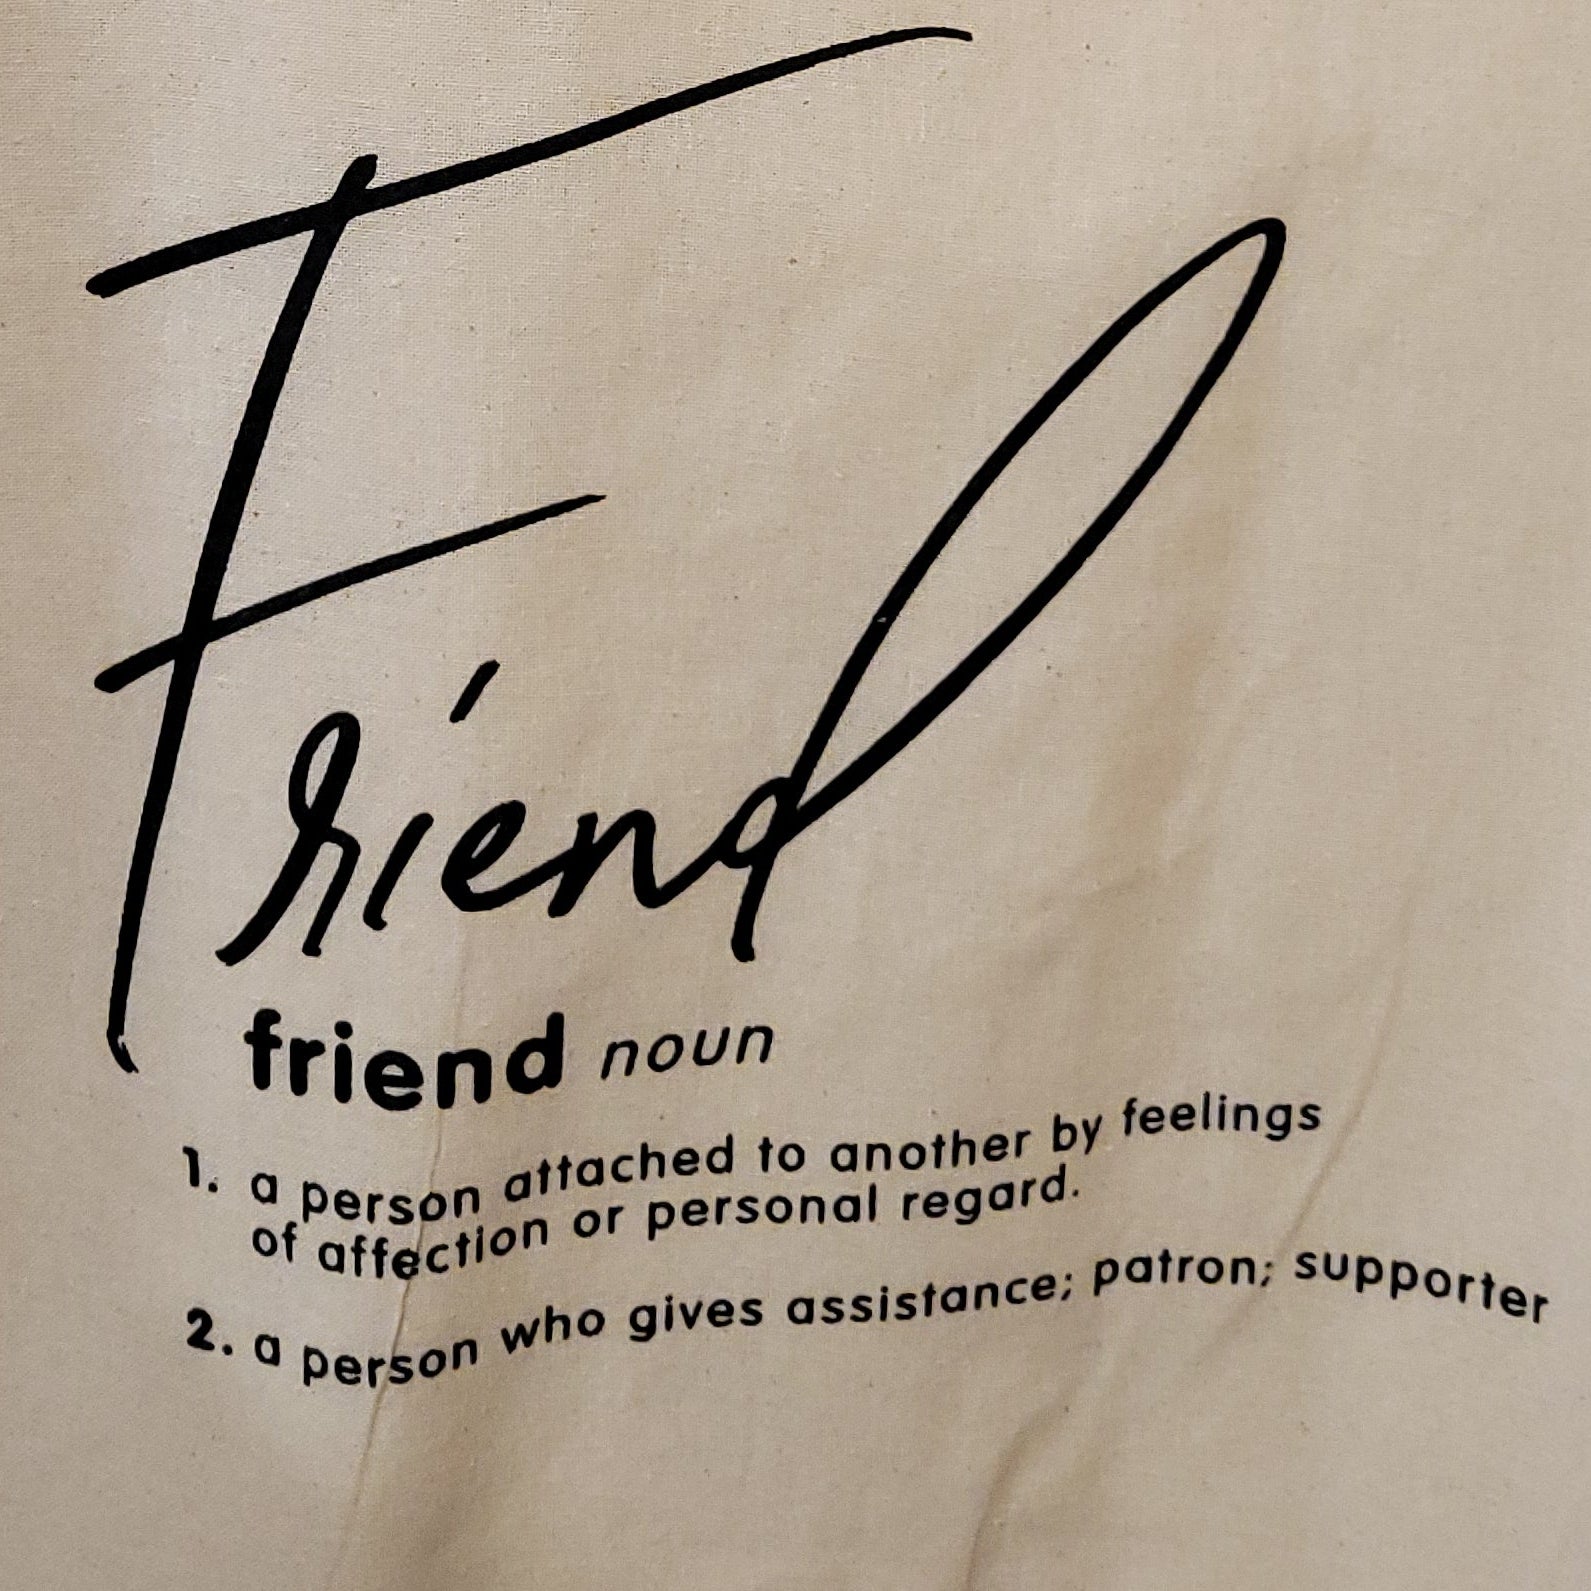 Friend
friend noun
1. a person attached to another by feelings
of affection or personal regard.
2. a person who gives assistance; patron; supporter